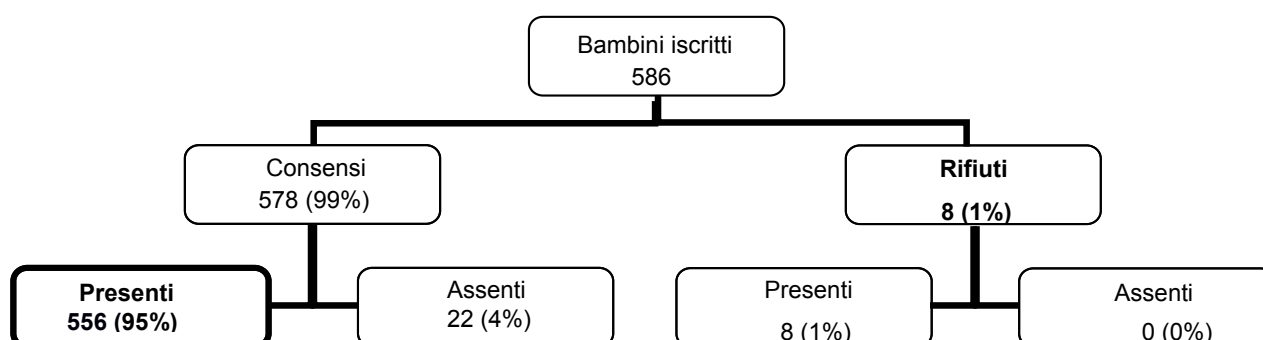 Bambini iscritti
586
Consensi
578 (99%)
Rifiuti
8 (1%)
Presenti
556 (95%)
Assenti
22 (4%)
Presenti
8 (1%)
Assenti
0 (0%)